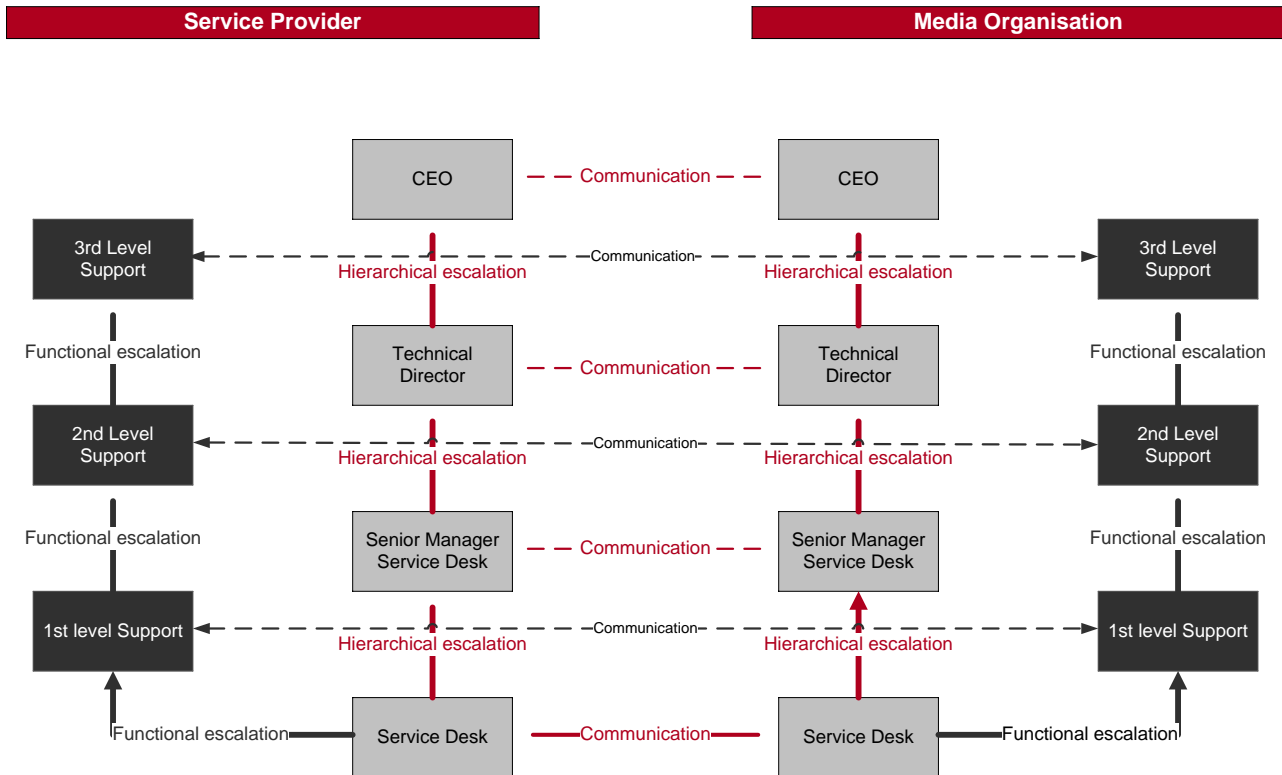 Service Provider
Media Organisation
CEO
Communication
CEO
3rd Level
Support
Communication
3rd Level
Support
Hierarchical escalation
Hierarchical escalation
Functional escalation
Technical
Director
Communication
Technical
Director
Functional escalation
2nd Level
Support
Communication
2nd Level
Support
Hierarchical escalation
Hierarchical escalation
Functional escalation
Senior Manager
Service Desk
Communication
Senior Manager
Service Desk
Functional escalation
1st level Support
Communication
1st level Support
Hierarchical escalation
Hierarchical escalation
Functional escalation
Service Desk
Communication
Service Desk
Functional escalation